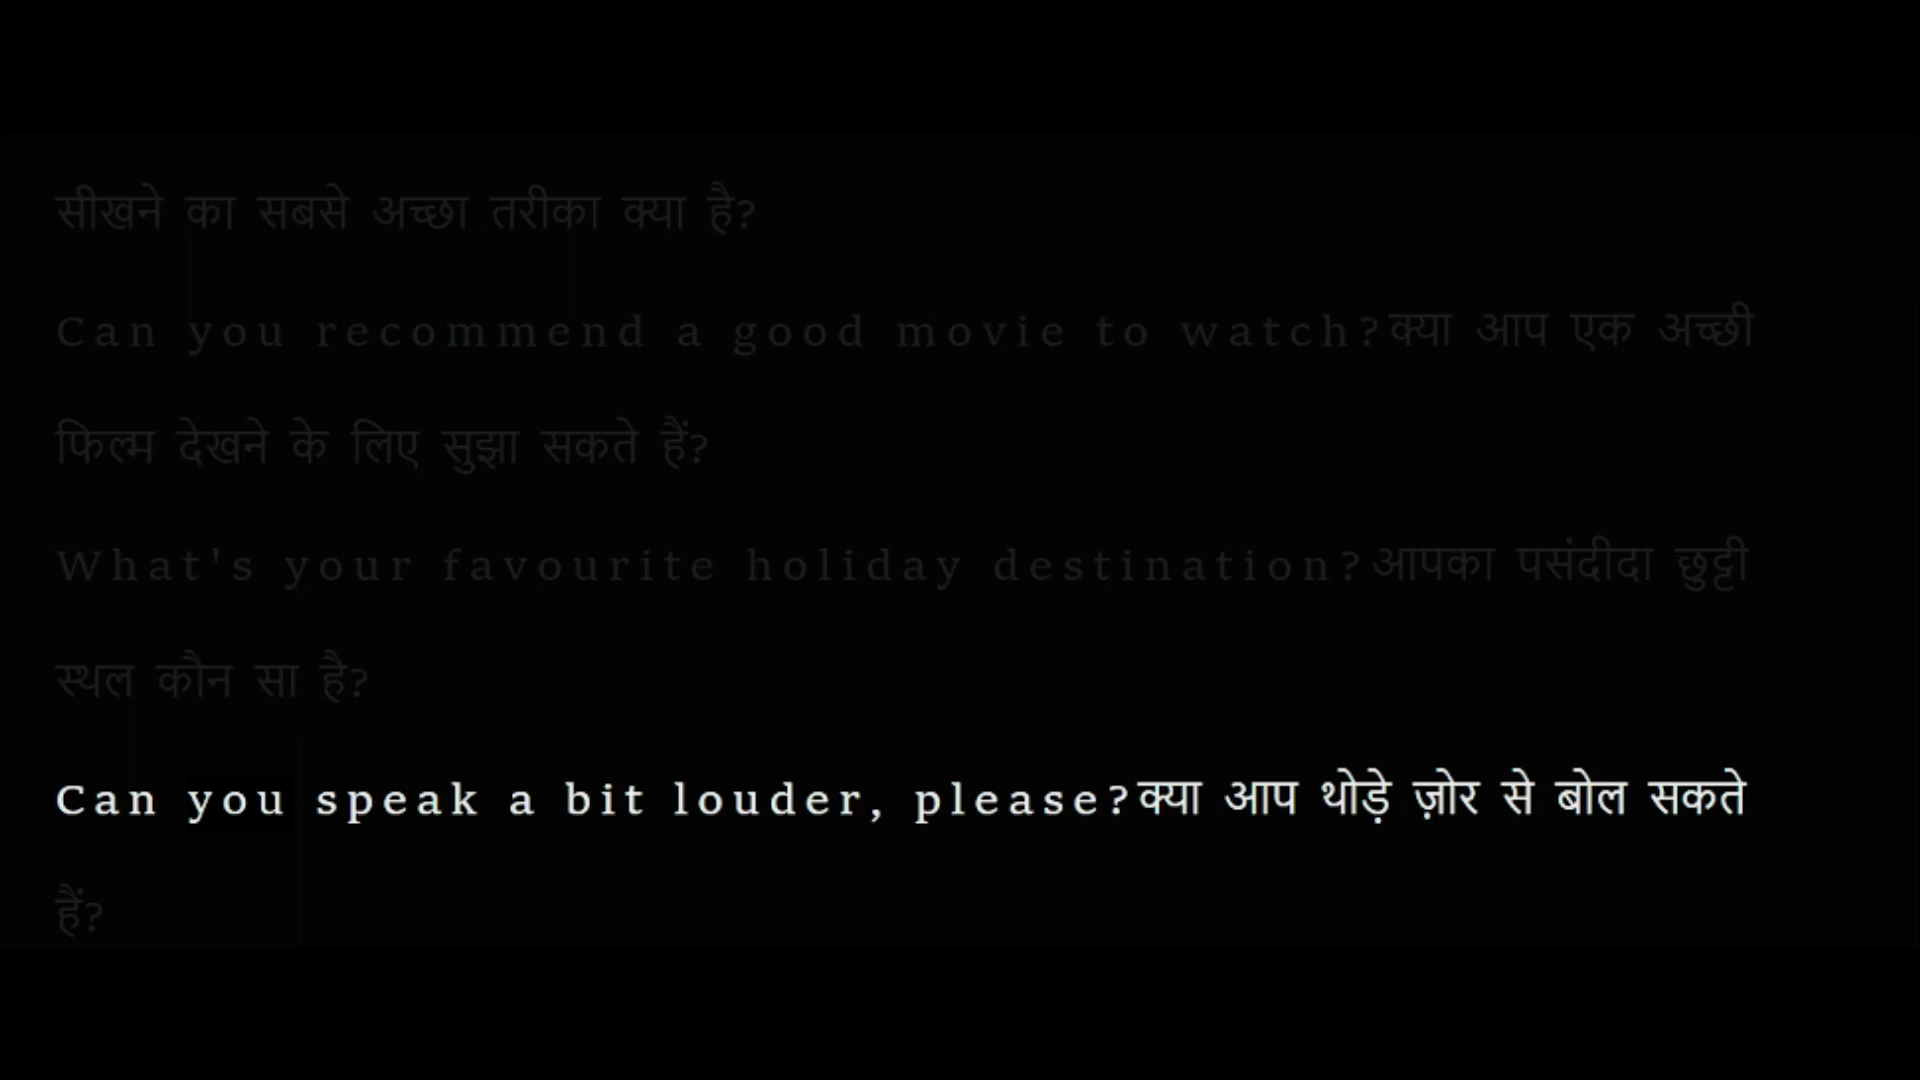 सीखने का सबसे अच्छा तरीका क्या है?
Can you recommend a good movie to watch?क्या आप एक अच्छी
फिल्म देखने के लिए सुझा सकते हैं?
What's your favourite holiday destination?आपका पसंदीदा छुट्टी
स्थल कौन सा है?
Can you speak a bit louder, please?क्या आप थोड़े ज़ोर से बोल सकते
हैं?